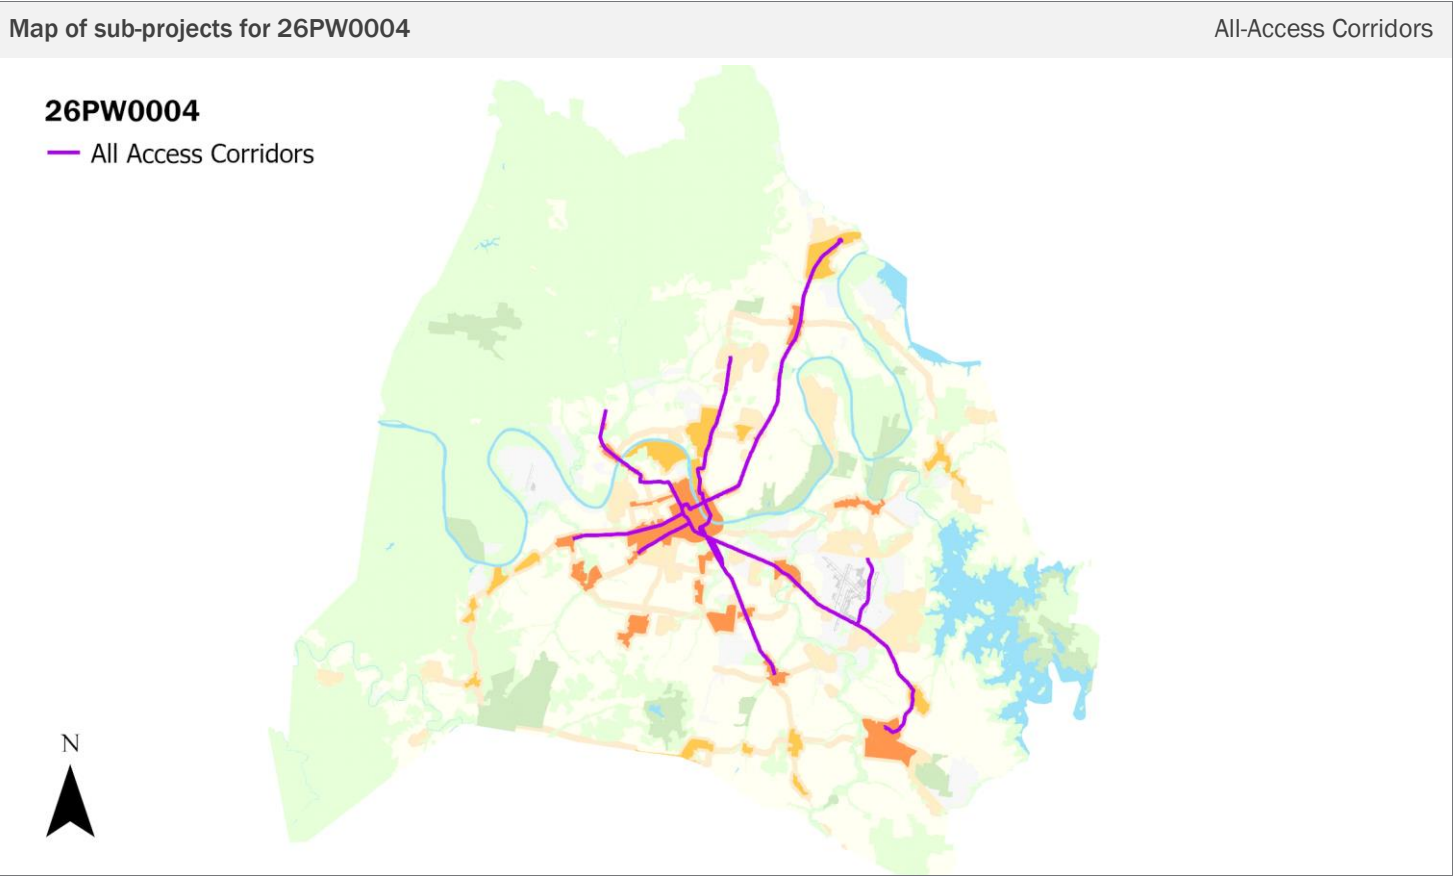 Map of sub-projects for 26PW0004
All-Access Corridors
26PW0004
All Access Corridors
N